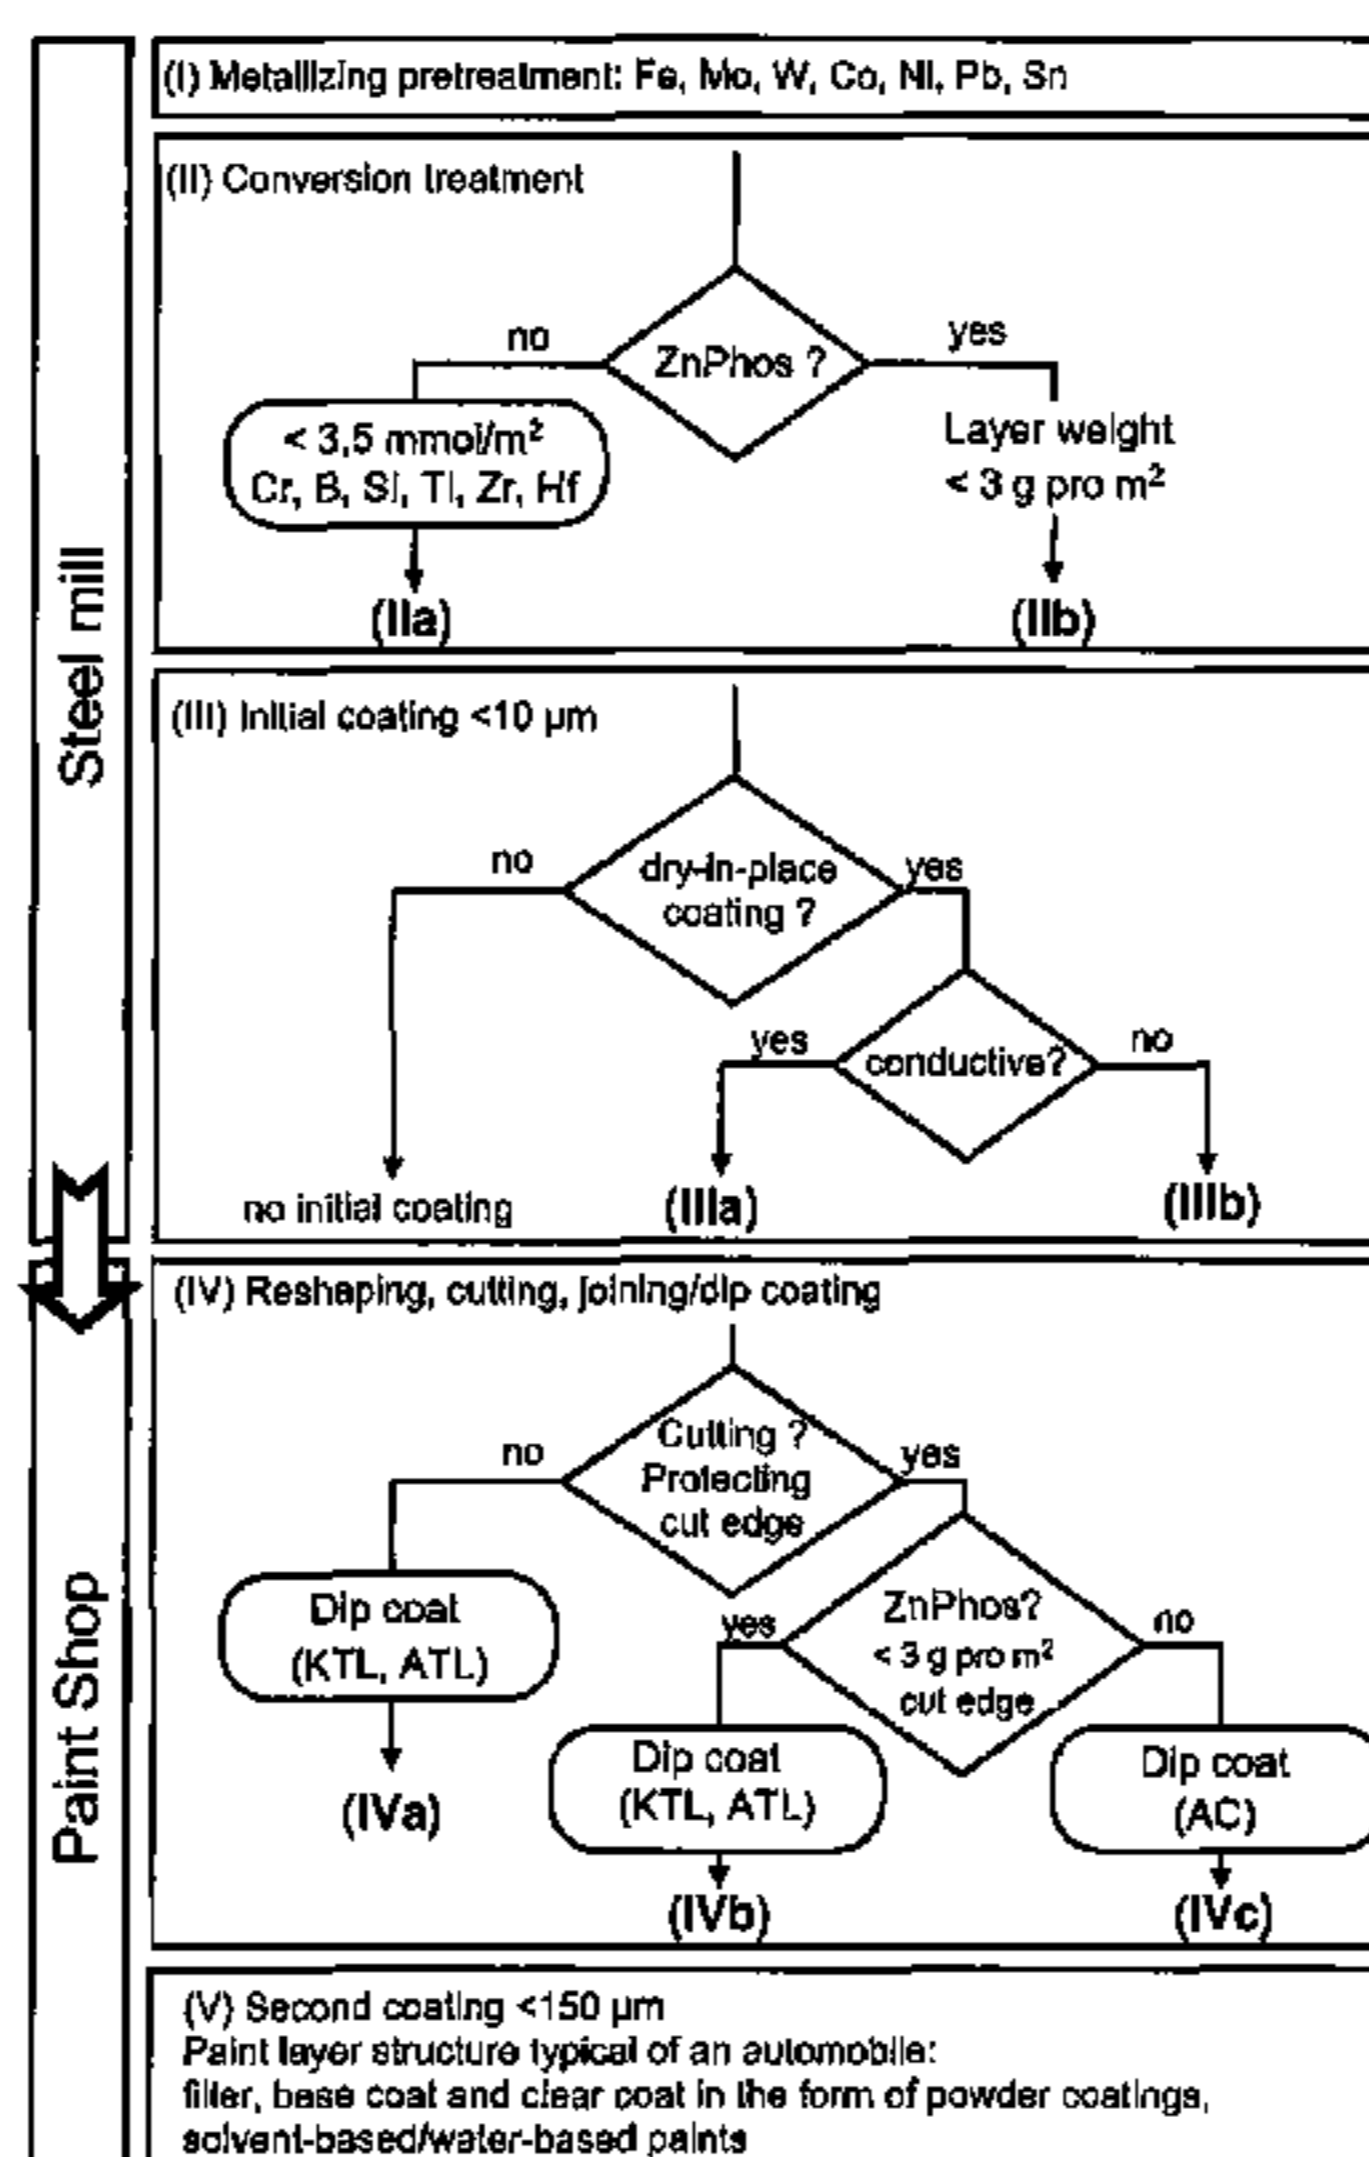 (I) Metallizing pretreatment: Fe, Mo, W, Co, Ni, Pb, Sn
(II) Conversion treatment
no
ZnPhos ?
yes
< 3,5 mmol/m²
Cr, B, Si, Ti, Zr, Hf
Layer weight
< 3 g pro m²
(IIa)
(IIb)
Steel mill
(III) Initial coating <10 µm
no
dry-in-place
coating ?
yes
yes
conductive?
no
no initial coating
(IIIa)
(IIIb)
(IV) Reshaping, cutting, joining/dip coating
no
Cutting ?
Protecting
cut edge
yes
Dip coat
(KTL, ATL)
yes
ZnPhos?
< 3 g pro m²
cut edge
no
(IVa)
Dip coat
(KTL, ATL)
Dip coat
(AC)
(IVb)
(IVc)
Paint Shop
(V) Second coating <150 µm
Paint layer structure typical of an automobile:
filler, base coat and clear coat in the form of powder coatings,
solvent-based/water-based paints